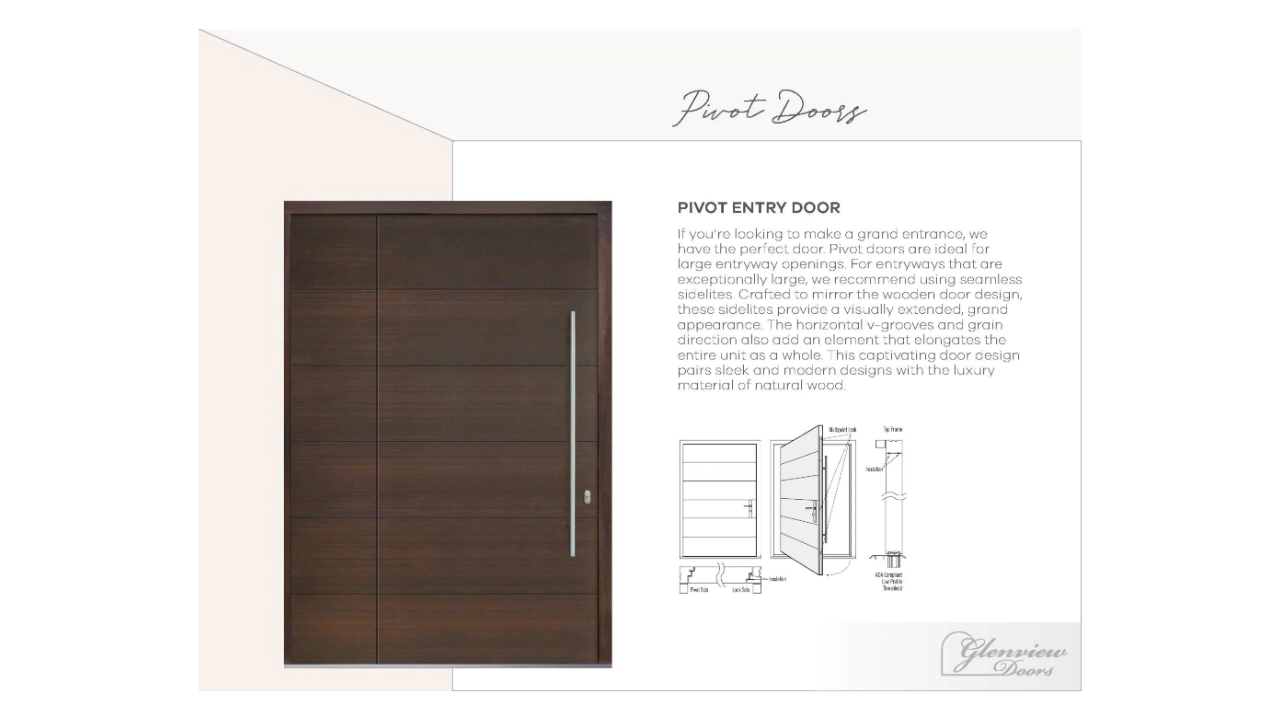 Pivot Doors
PIVOT ENTRY DOOR
If you're looking to make a grand entrance, we
have the perfect door. Pivot doors are ideal for
large entryway openings. For entryways that are
exceptionally large, we recommend using seamless
sidelites. Crafted to mirror the wooden door design,
these sidelites provide a visually extended, grand
appearance. The horizontal v-grooves and grain
direction also add an element that elongates the
entire unit as a whole. This captivating door design
pairs sleek and modern designs with the luxury
material of natural wood.
Multipoint Lock
Top Frame
Insulation
Insulation
Pivot Side
Lock Side
ADA Compliant
Low Profile
Threshold
Glenview
Doors